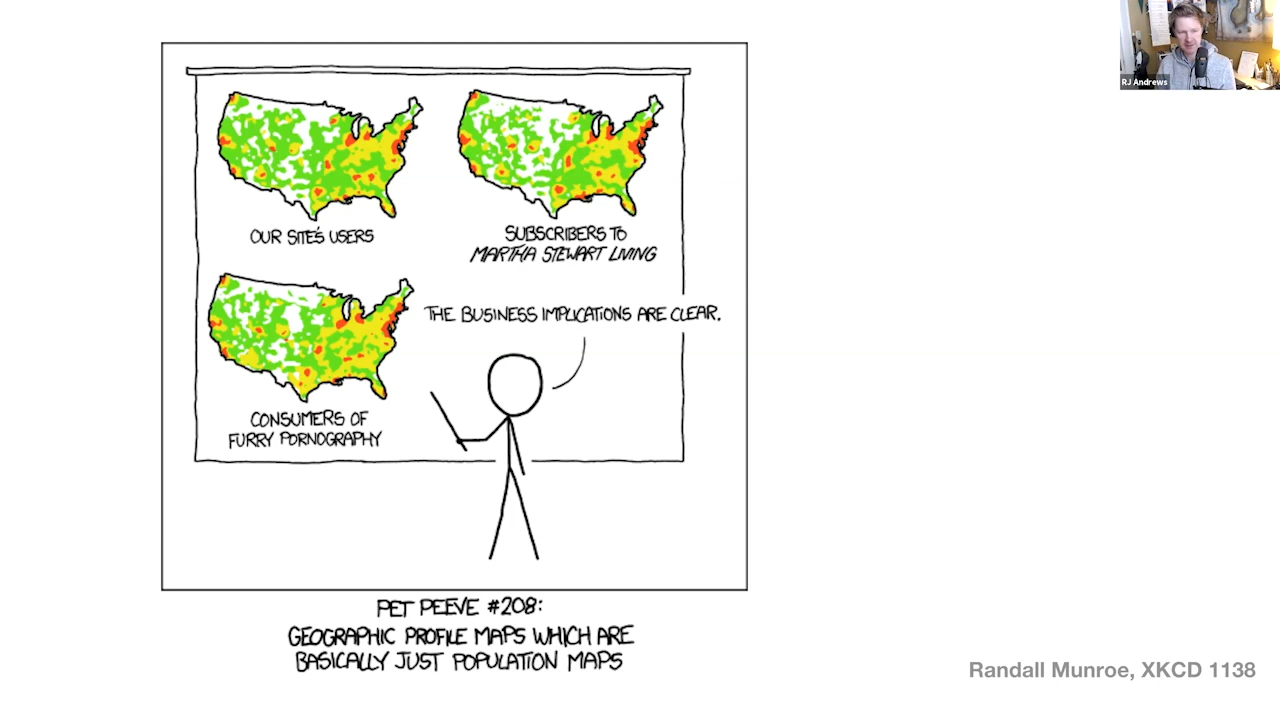 RJ Andrews
OUR SITE'S USERS
SUBSCRIBERS TO
MARTHA STEWART LIVING
CONSUMERS OF
FURRY PORNOGRAPHY
THE BUSINESS IMPLICATIONS ARE CLEAR.
PET PEEVE #208:
GEOGRAPHIC PROFILE MAPS WHICH ARE
BASICALLY JUST POPULATION MAPS
Randall Munroe, XKCD 1138